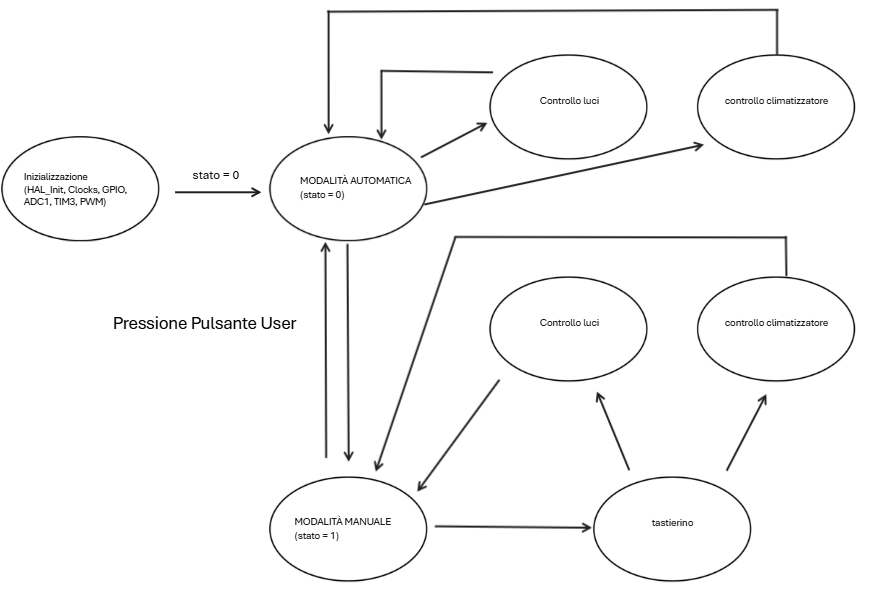 Controllo luci
controllo climatizzatore
Inizializzazione
(HAL_Init, Clocks, GPIO,
ADC1, TIM3, PWM)
stato = 0
MODALITÀ AUTOMATICA
(stato = 0)
Pressione Pulsante User
Controllo luci
controllo climatizzatore
MODALITÀ MANUALE
(stato = 1)
tastierino